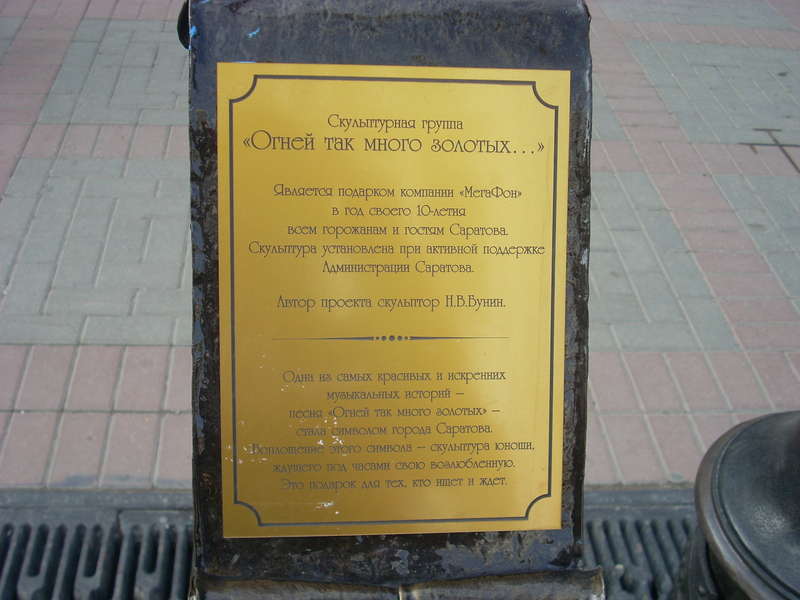 Скульптурная группа
«Огней так много золотых...»
Является подарком компании «МегаФон»
в год своего 10-летия
всем горожанам и гостям Саратова.
Скульптура установлена при активной поддержке
Администрации Саратова.
Автор проекта скульптор Н.В.Бунин.
Одна из самых красивых и искренних
музыкальных историй –
песня «Огней так много золотых» –
стала символом города Саратова.
Воплощение этого символа – скульптура юноши,
ждущего под часами свою возлюбленную.
Это подарок для тех, кто ищет и ждет.